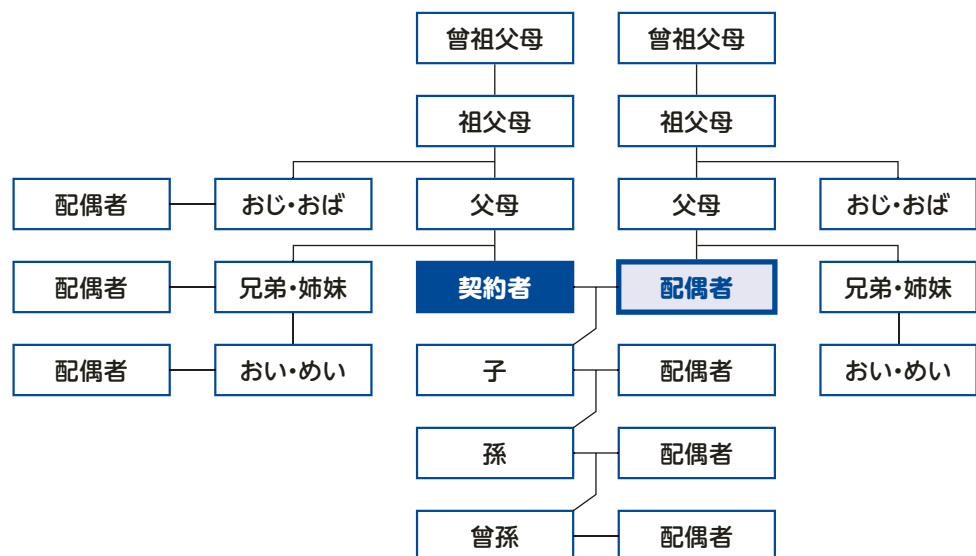 曾祖父母
曾祖父母
祖父母
祖父母
配偶者
おじ・おば
父母
父母
おじ・おば
配偶者
兄弟・姉妹
契約者
配偶者
兄弟・姉妹
配偶者
おい・めい
子
配偶者
おい・めい
孫
配偶者
曾孫
配偶者